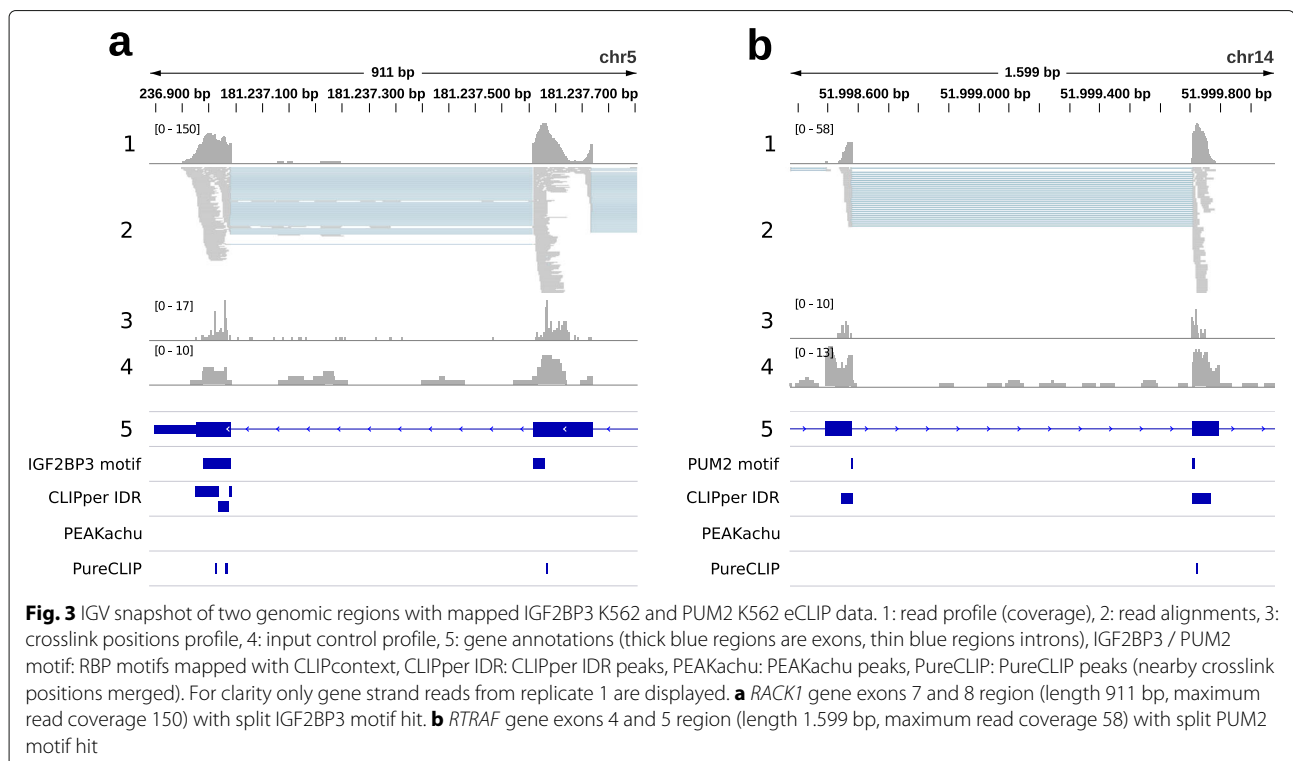 a
chr5
911 bp
236.900 bp 181.237.100 bp 181.237.300 bp 181.237.500 bp 181.237.700 bp
1 [0 - 150]
2
3 [0 - 17]
4 [0 - 10]
5
IGF2BP3 motif
CLIPper IDR
PEAKachu
PureCLIP
b
chr14
1.599 bp
51.998.600 bp 51.999.000 bp 51.999.400 bp 51.999.800 bp
1 [0 - 58]
2
3 [0 - 10]
4 [0 - 13]
5
PUM2 motif
CLIPper IDR
PEAKachu
PureCLIP
Fig. 3 IGV snapshot of two genomic regions with mapped IGF2BP3 K562 and PUM2 K562 eCLIP data. 1: read profile (coverage), 2: read alignments, 3:
crosslink positions profile, 4: input control profile, 5: gene annotations (thick blue regions are exons, thin blue regions introns), IGF2BP3 / PUM2
motif: RBP motifs mapped with CLIPcontext, CLIPper IDR: CLIPper IDR peaks, PEAKachu: PEAKachu peaks, PureCLIP: PureCLIP peaks (nearby crosslink
positions merged). For clarity only gene strand reads from replicate 1 are displayed. a RACK1 gene exons 7 and 8 region (length 911 bp, maximum
read coverage 150) with split IGF2BP3 motif hit. b RTRAF gene exons 4 and 5 region (length 1.599 bp, maximum read coverage 58) with split PUM2
motif hit